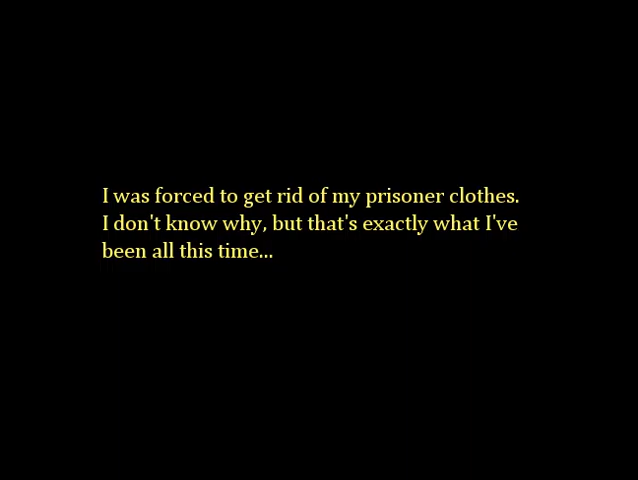 I was forced to get rid of my prisoner clothes.
I don't know why, but that's exactly what I've
been all this time...